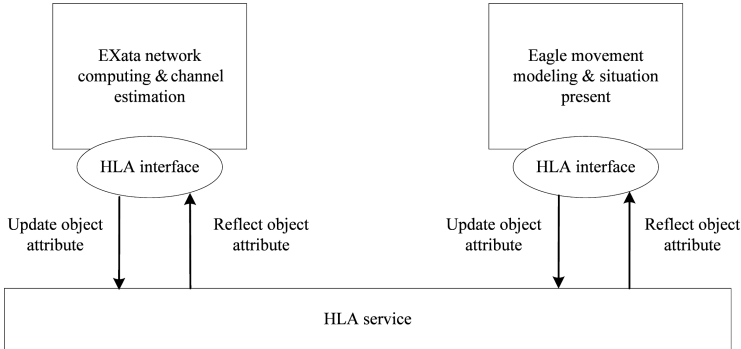 EXata network
computing & channel
estimation
Eagle movement
modeling & situation
present
HLA interface
HLA interface
Update object
attribute
Reflect object
attribute
Update object
attribute
Reflect object
attribute
HLA service